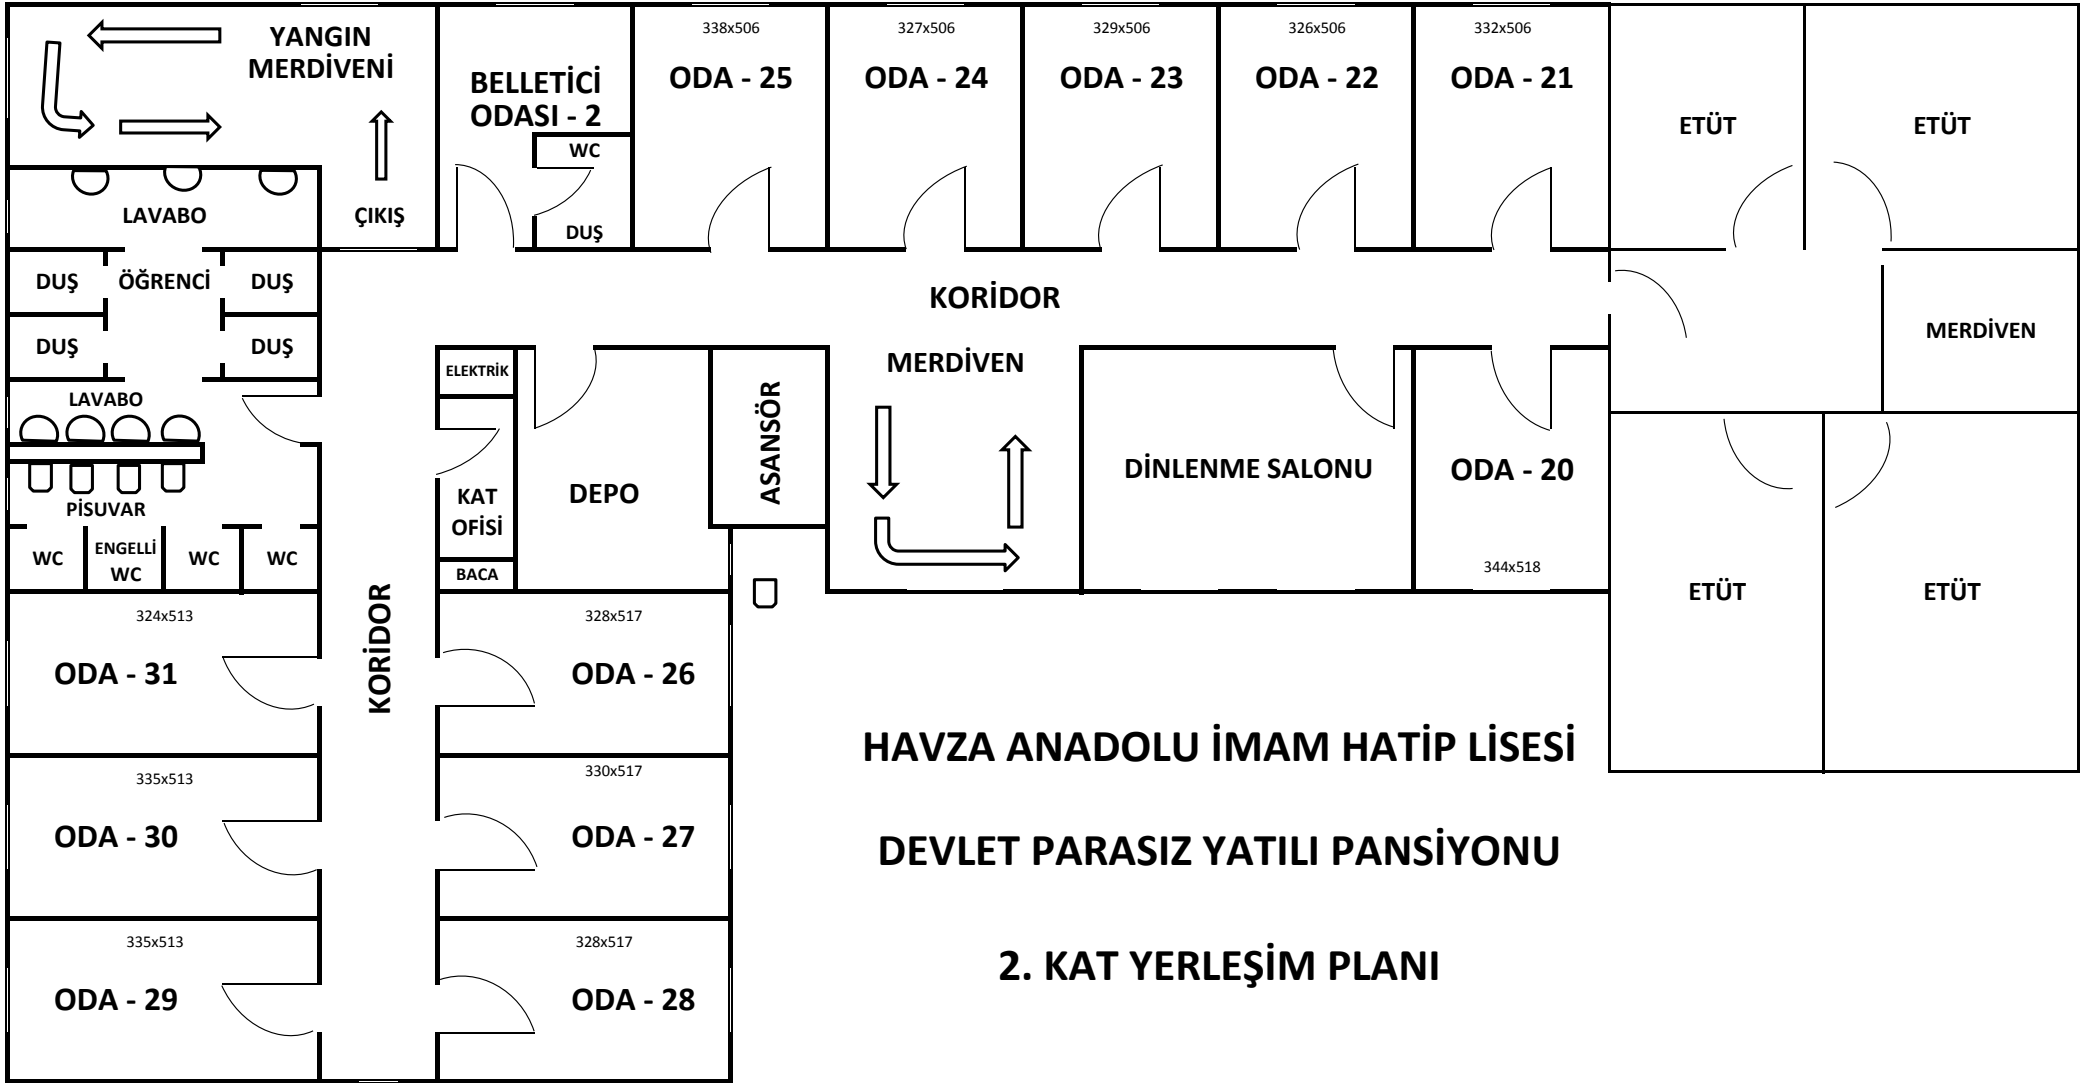 YANGIN
MERDİVENİ
ÇIKIŞ
BELLETİCİ
ODASI - 2
WC
DUŞ
338x506
ODA - 25
327x506
ODA - 24
329x506
ODA - 23
326x506
ODA - 22
332x506
ODA - 21
ETÜT
ETÜT
LAVABO
DUŞ
ÖĞRENCİ
DUŞ
DUŞ
DUŞ
KORİDOR
MERDİVEN
MERDİVEN
LAVABO
PİSUVAR
WC
ENGELLİ
WC
WC
WC
ELEKTRİK
KAT
OFİSİ
BACA
DEPO
ASANSÖR
DİNLENME SALONU
ODA - 20
344x518
ETÜT
ETÜT
KORİDOR
324x513
ODA - 31
328x517
ODA - 26
335x513
ODA - 30
330x517
ODA - 27
335x513
ODA - 29
328x517
ODA - 28
HAVZA ANADOLU İMAM HATİP LİSESİ
DEVLET PARASIZ YATILI PANSİYONU
2. KAT YERLEŞİM PLANI